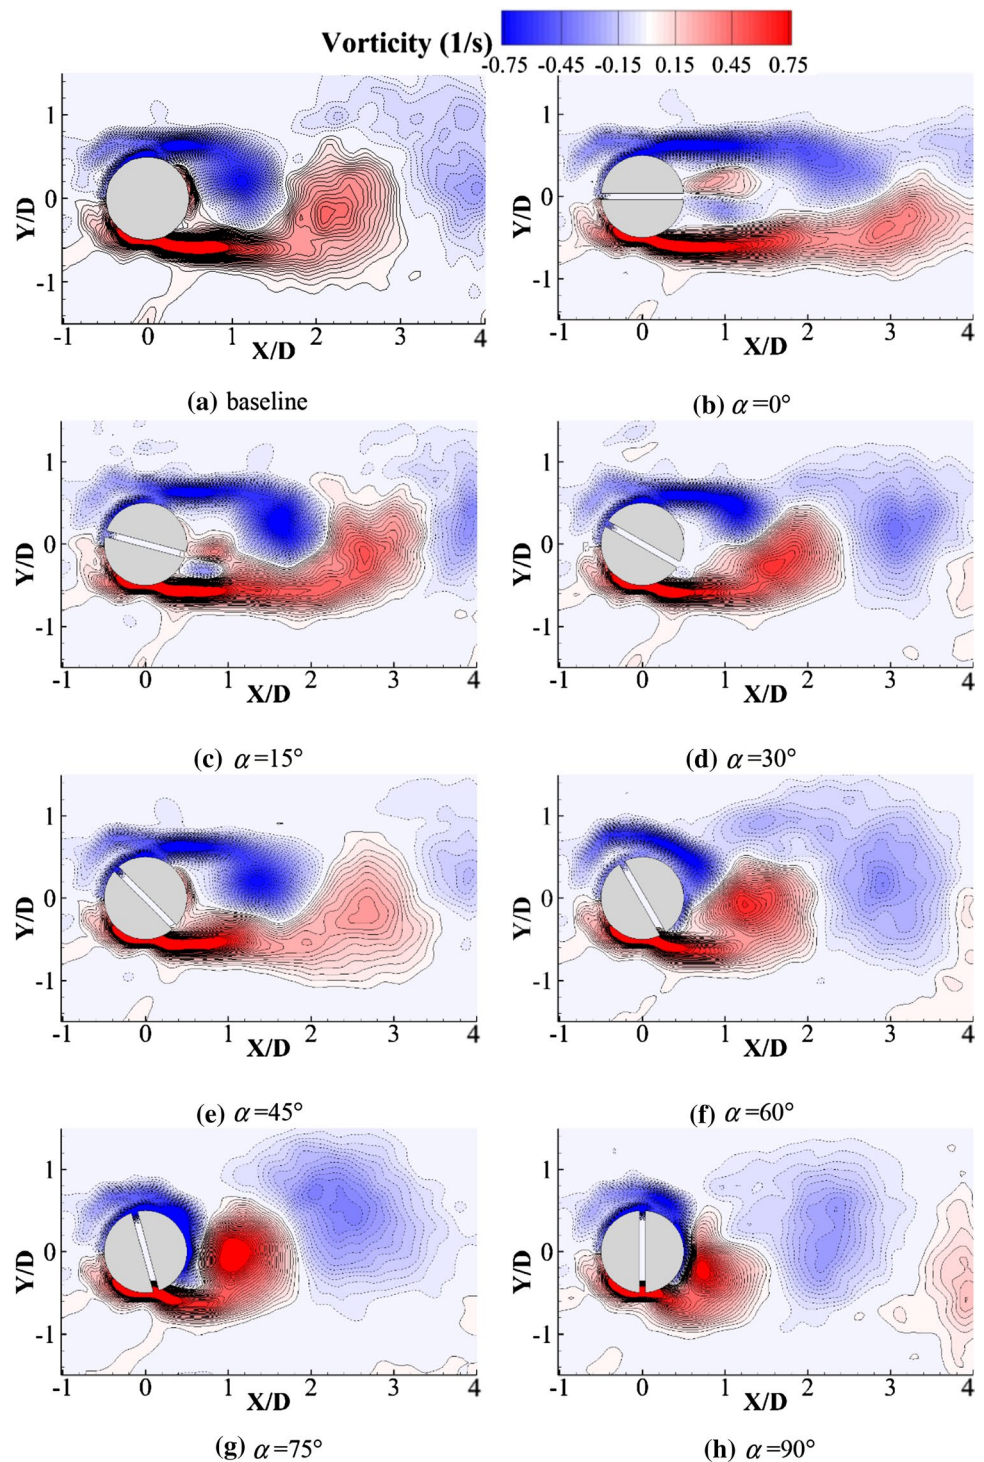 Vorticity (1/s)
-0.75 -0.45 -0.15 0.15 0.45 0.75
Y/D
1
0
-1
-1 0 1 2 3 4
X/D
(a) baseline
Y/D
1
0
-1
-1 0 1 2 3 4
X/D
(b) α=0°
Y/D
1
0
-1
-1 0 1 2 3 4
X/D
(c) α=15°
Y/D
1
0
-1
-1 0 1 2 3 4
X/D
(d) α=30°
Y/D
1
0
-1
-1 0 1 2 3 4
X/D
(e) α=45°
Y/D
1
0
-1
-1 0 1 2 3 4
X/D
(f) α=60°
Y/D
1
0
-1
-1 0 1 2 3 4
X/D
(g) α=75°
Y/D
1
0
-1
-1 0 1 2 3 4
X/D
(h) α=90°